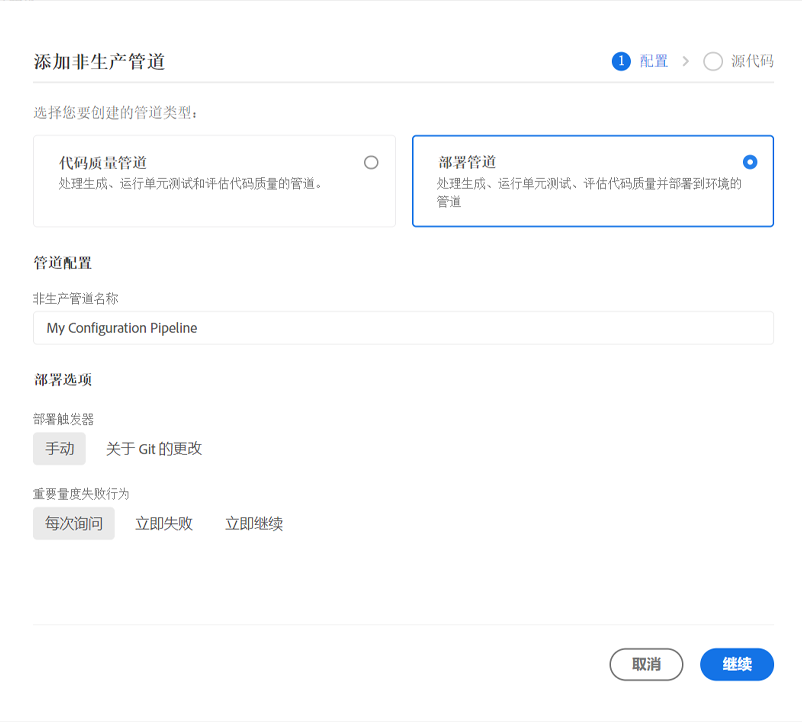 添加非生产管道
1 配置 源代码
选择您要创建的管道类型：
代码质量管道
处理生成、运行单元测试和评估代码质量的管道。
部署管道
处理生成、运行单元测试、评估代码质量并部署到环境的
管道
管道配置
非生产管道名称
My Configuration Pipeline
部署选项
部署触发器
手动 关于 Git 的更改
重要量度失败行为
每次询问 立即失败 立即继续
取消 继续